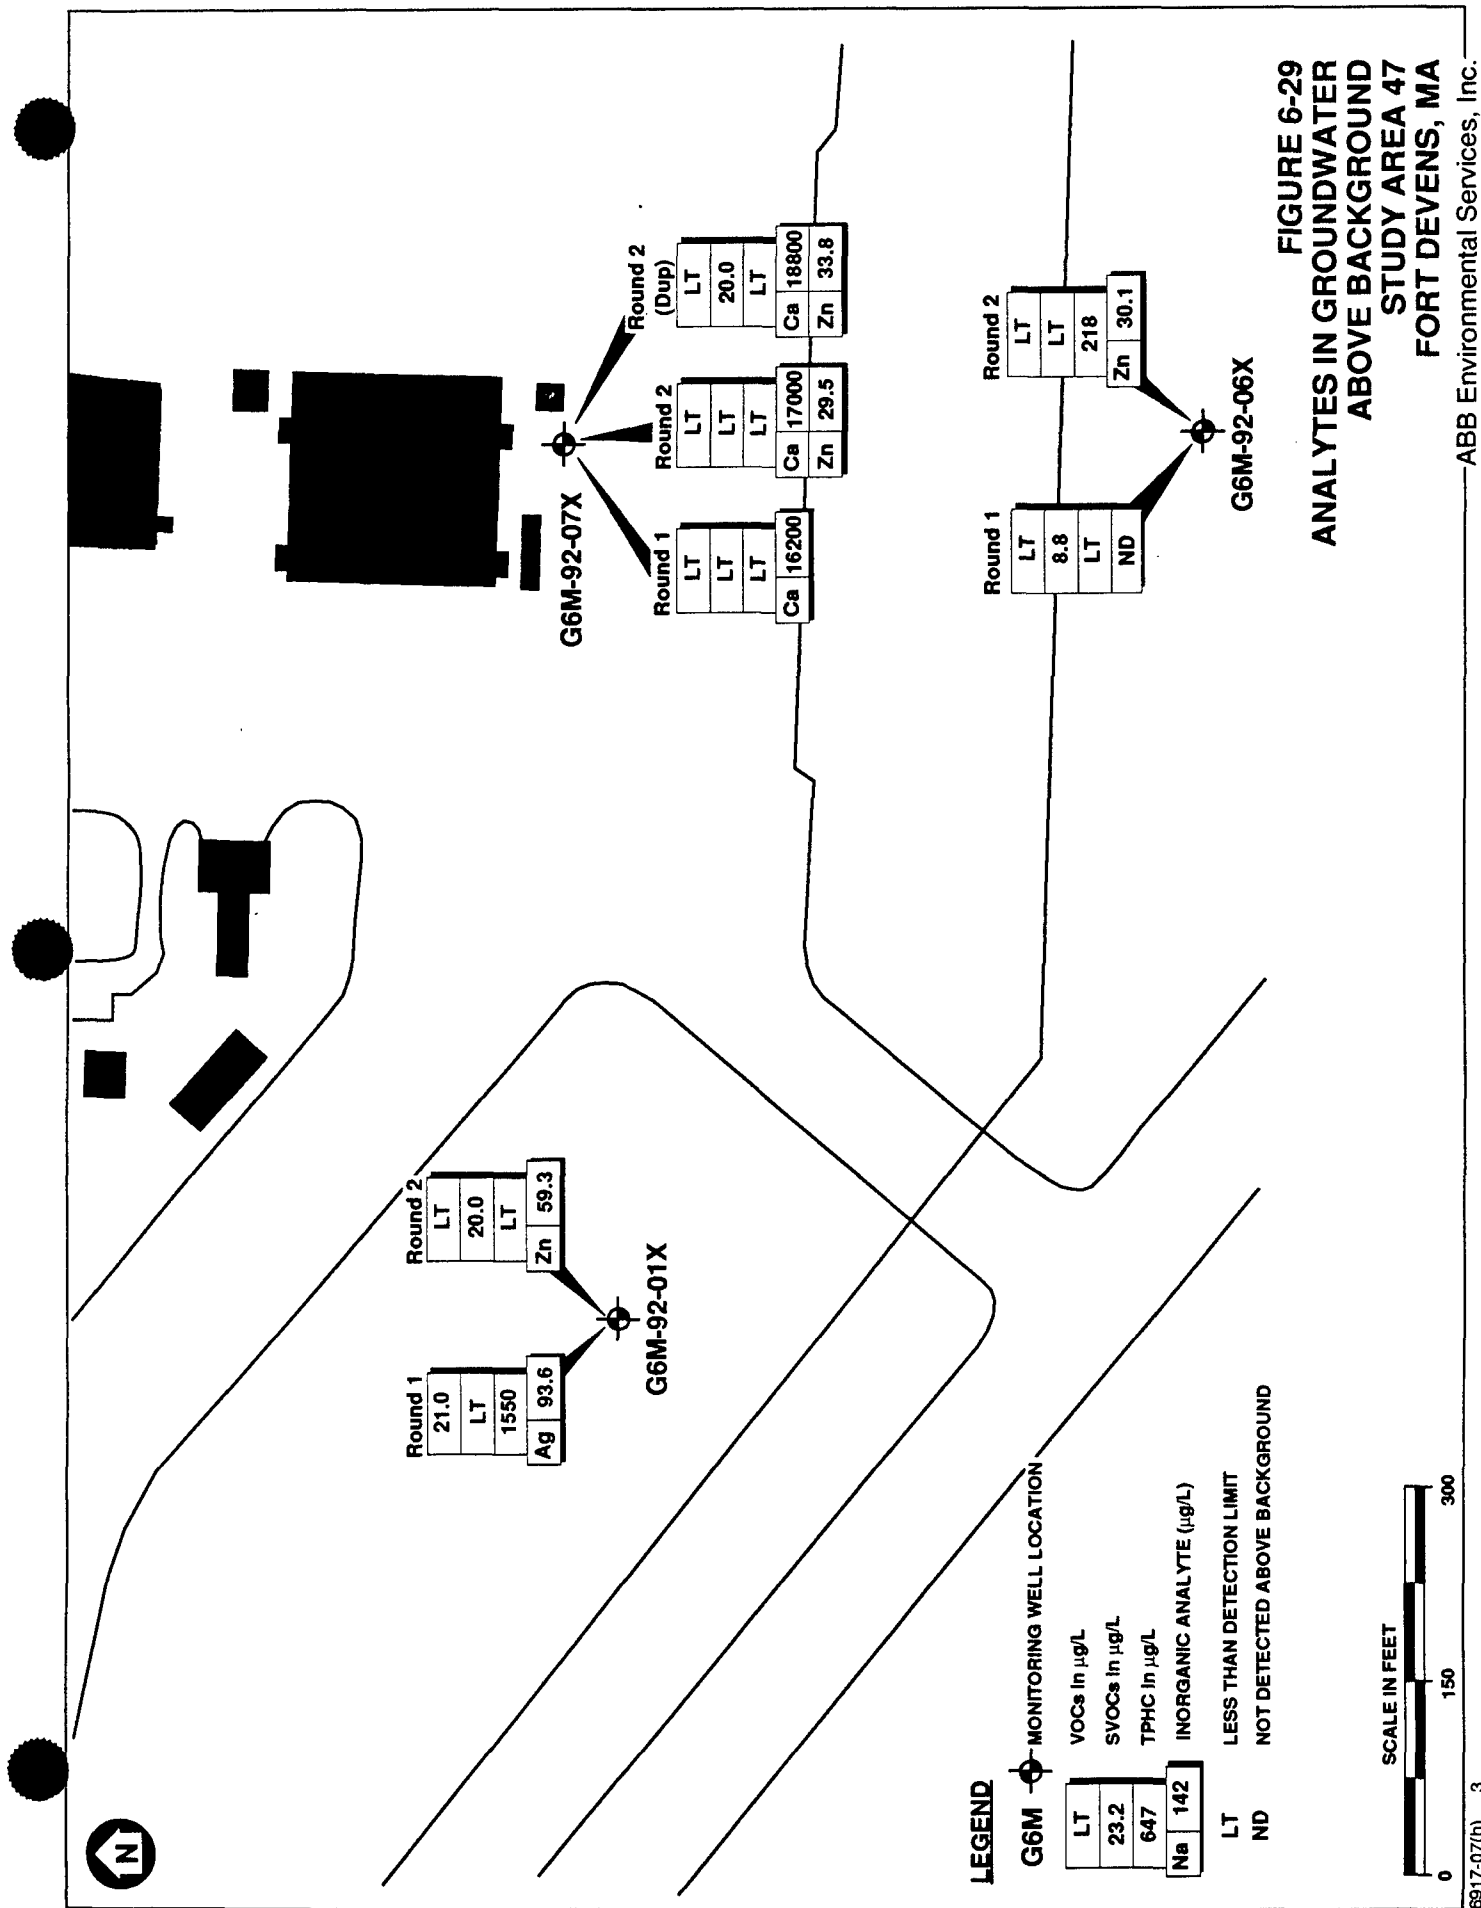 N
G6M-92-07X
Round 1
LT
LT
LT
Ca 16200
Round 2
LT
LT
LT
Ca 17000
Zn 29.5
Round 2
(Dup)
LT
20.0
LT
Ca 18800
Zn 33.8
Round 1
21.0
LT
1550
Ag 93.6
Round 2
LT
20.0
LT
Zn 59.3
G6M-92-01X
Round 1
LT
8.8
LT
ND
Round 2
LT
LT
218
Zn 30.1
G6M-92-06X
LEGEND
G6M MONITORING WELL LOCATION
LT VOCs in µg/L
23.2 SVOCs in µg/L
647 TPHC in µg/L
Na 142 INORGANIC ANALYTE (µg/L)
LT LESS THAN DETECTION LIMIT
ND NOT DETECTED ABOVE BACKGROUND
SCALE IN FEET
0 150 300
FIGURE 6-29
ANALYTES IN GROUNDWATER
ABOVE BACKGROUND
STUDY AREA 47
FORT DEVENS, MA
ABB Environmental Services, Inc.
6917-07(h) 3